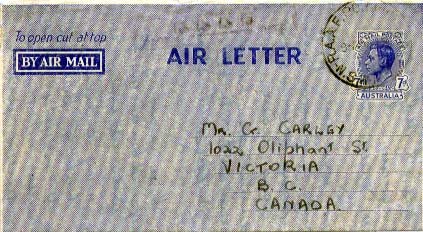 To open cut at top
BY AIR MAIL
AIR LETTER
7D
AUSTRALIA
Mr. G. CARLEY
1022, Oliphant St.
VICTORIA
B. C.
CANADA.